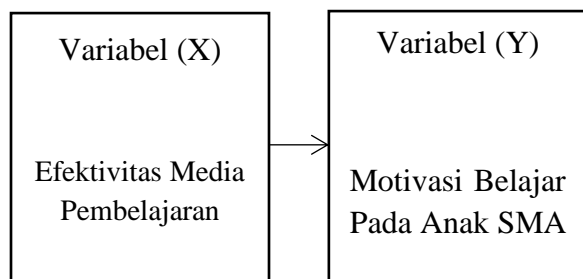 Variabel (X)
Efektivitas Media
Pembelajaran
Variabel (Y)
Motivasi Belajar
Pada Anak SMA